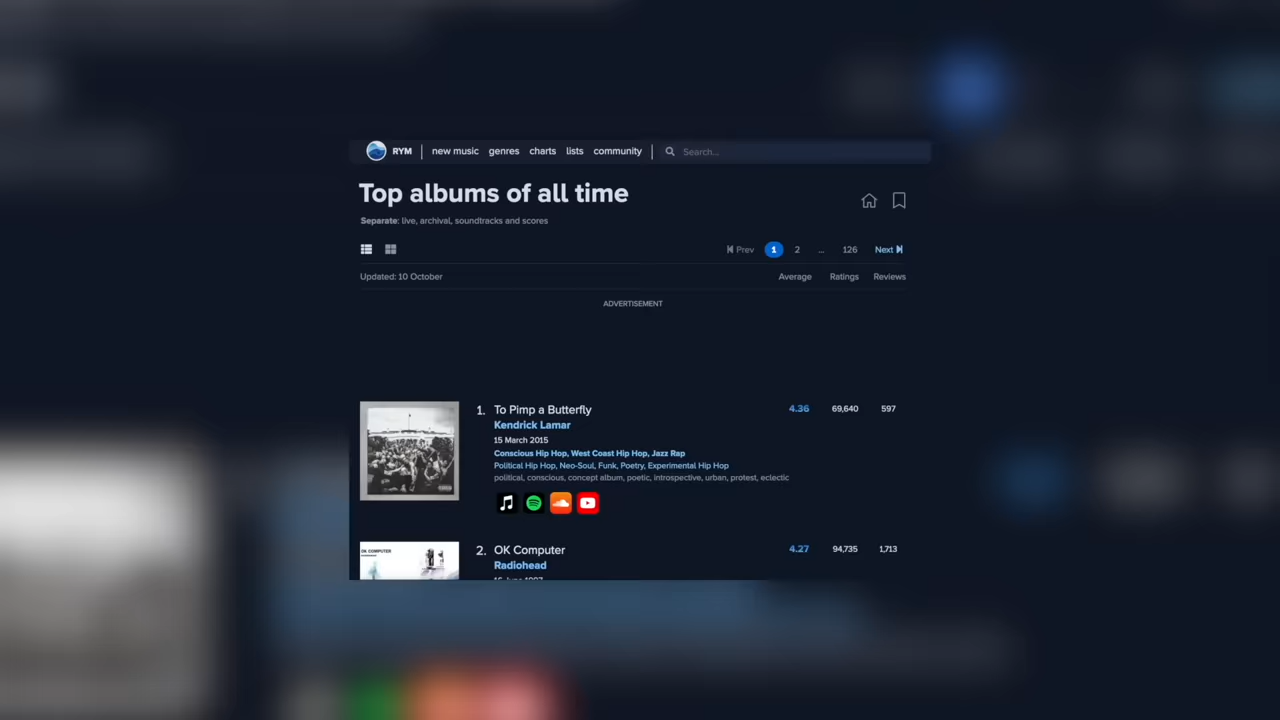 RYM new music genres charts lists community Search...
Top albums of all time
Separate: live, archival, soundtracks and scores
Prev 1 2 ... 126 Next
Updated: 10 October Average Ratings Reviews
ADVERTISEMENT
1. To Pimp a Butterfly 4.36 69,640 597
Kendrick Lamar
15 March 2015
Conscious Hip Hop, West Coast Hip Hop, Jazz Rap
Political Hip Hop, Neo-Soul, Funk, Poetry, Experimental Hip Hop
political, conscious, concept album, poetic, introspective, urban, protest, eclectic
OK COMPUTER
2. OK Computer 4.27 94,735 1,713
Radiohead